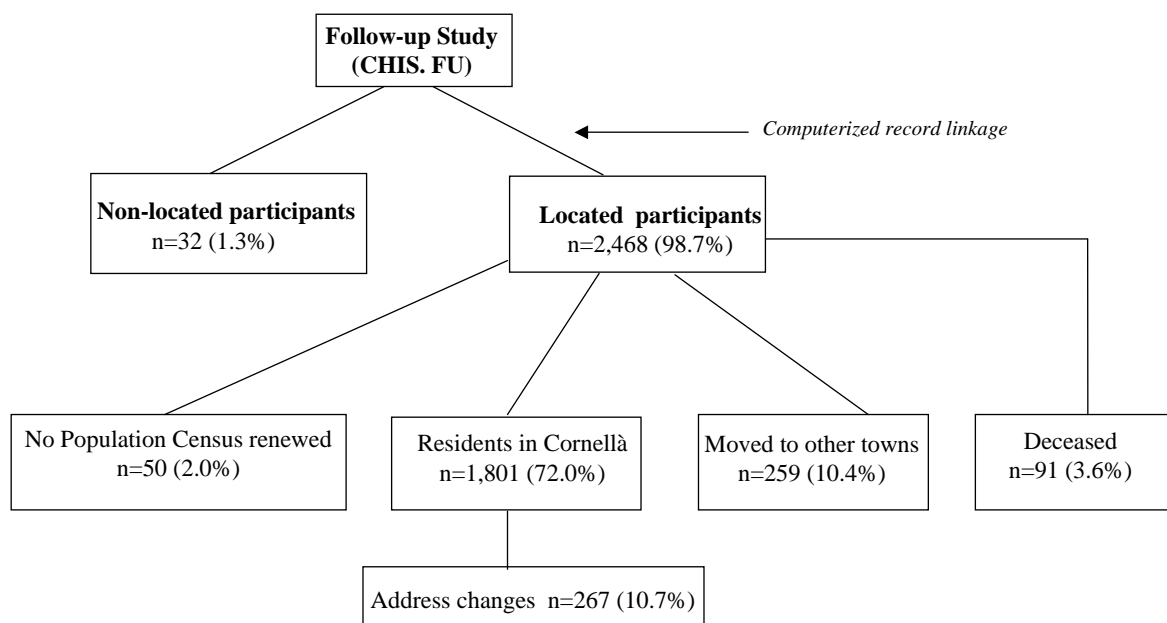 Follow-up Study
(CHIS. FU)
Computerized record linkage
Non-located participants
n=32 (1.3%)
Located participants
n=2,468 (98.7%)
No Population Census renewed
n=50 (2.0%)
Residents in Cornellà
n=1,801 (72.0%)
Moved to other towns
n=259 (10.4%)
Deceased
n=91 (3.6%)
Address changes n=267 (10.7%)